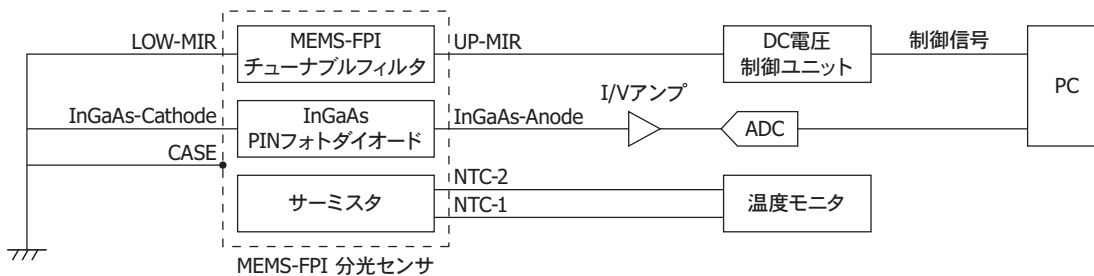 LOW-MIR
MEMS-FPI
チューナブルフィルタ
UP-MIR
DC電圧
制御ユニット
制御信号
PC
InGaAs-Cathode
InGaAs
PINフォトダイオード
InGaAs-Anode
I/Vアンプ
ADC
CASE
サーミスタ
NTC-2
NTC-1
温度モニタ
MEMS-FPI 分光センサ